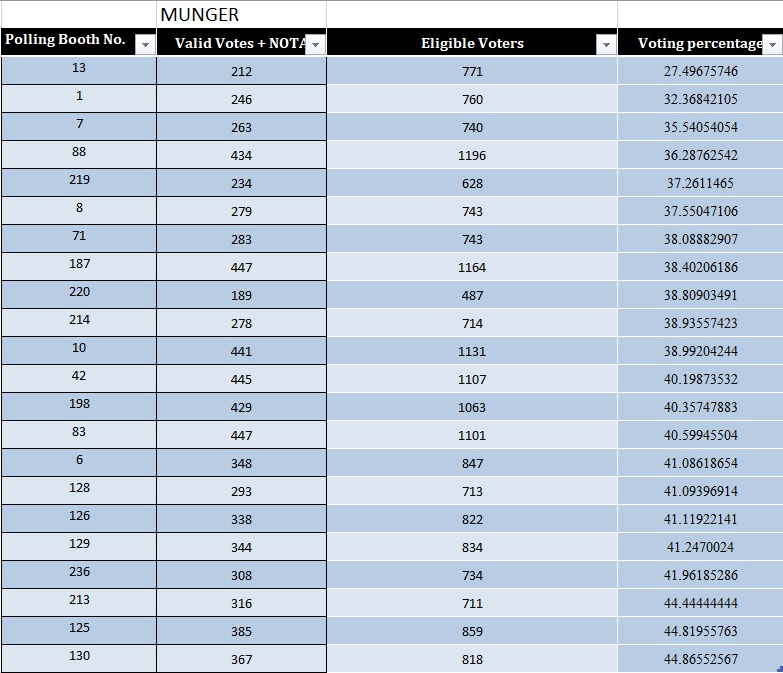 MUNGER
Polling Booth No. Valid Votes + NOTA Eligible Voters Voting percentage
13 212 771 27.49675746
1 246 760 32.36842105
7 263 740 35.54054054
88 434 1196 36.28762542
219 234 628 37.2611465
8 279 743 37.55047106
71 283 743 38.08882907
187 447 1164 38.40206186
220 189 487 38.80903491
214 278 714 38.93557423
10 441 1131 38.99204244
42 445 1107 40.19873532
198 429 1063 40.35747883
83 447 1101 40.59945504
6 348 847 41.08618654
128 293 713 41.09396914
126 338 822 41.11922141
129 344 834 41.2470024
236 308 734 41.96185286
213 316 711 44.44444444
125 385 859 44.81955763
130 367 818 44.86552567